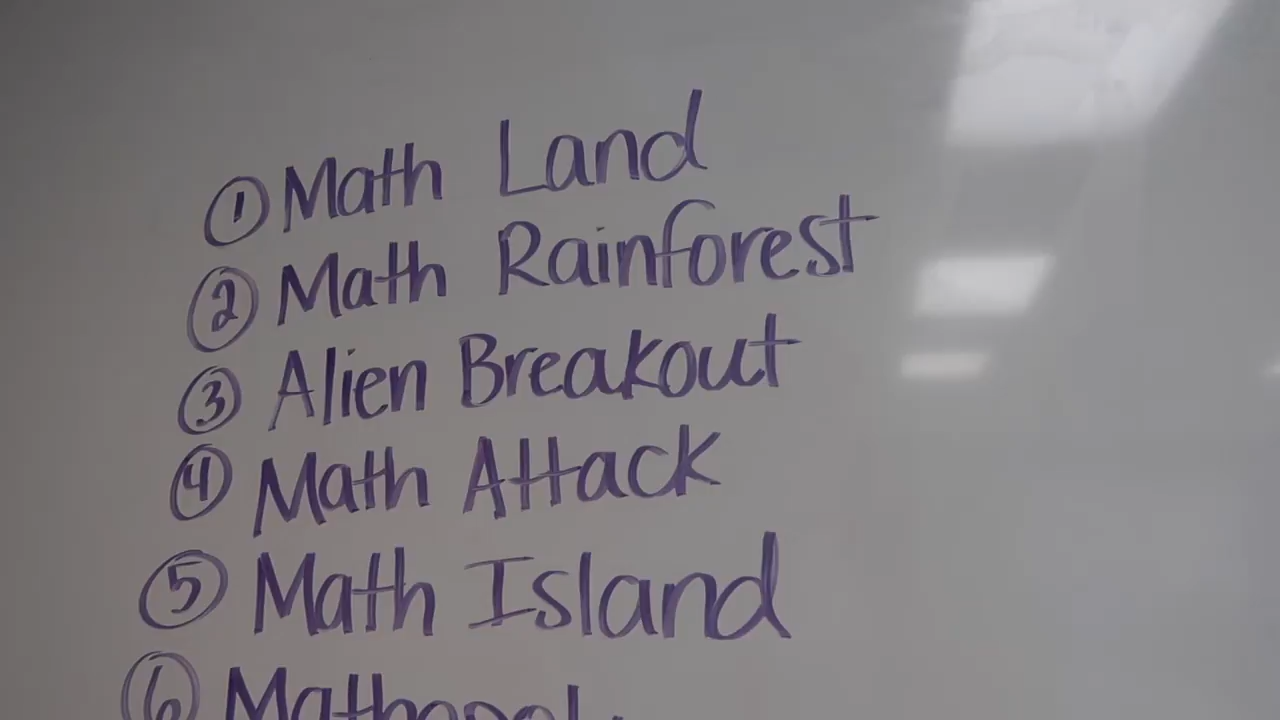 ① Math Land
② Math Rainforest
③ Alien Breakout
④ Math Attack
⑤ Math Island
⑥